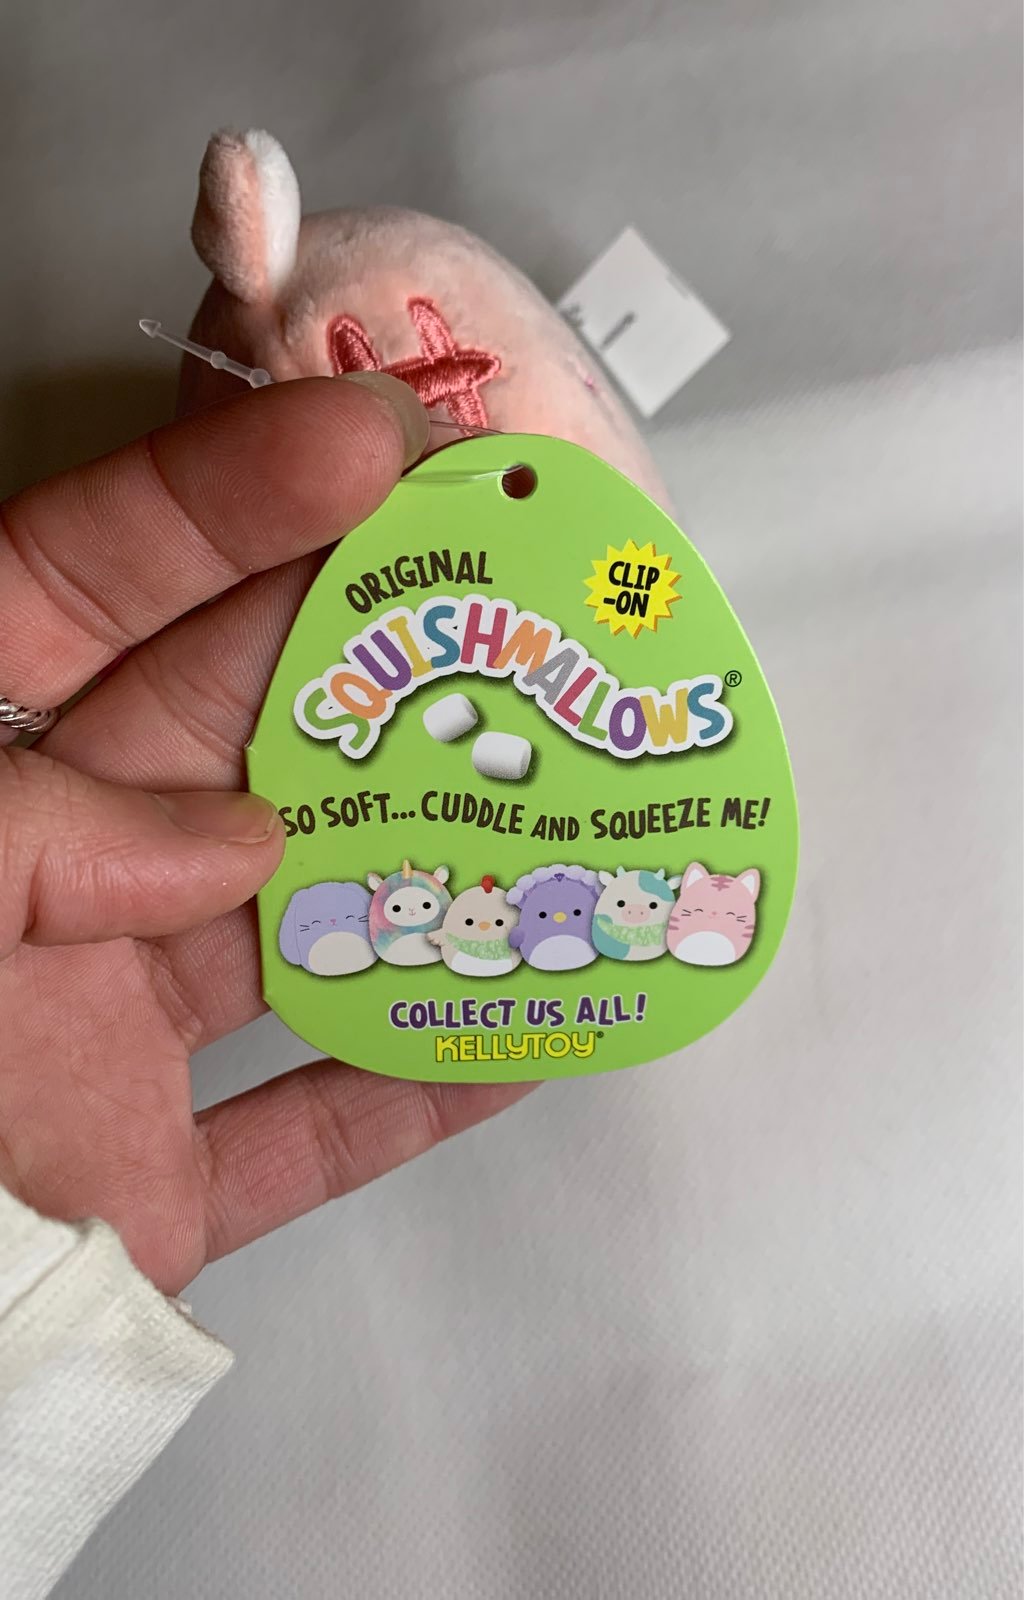 ORIGINAL
SQUISHMALLOWS®
CLIP
-ON
SO SOFT... CUDDLE AND SQUEEZE ME!
COLLECT US ALL!
KELLYTOY®